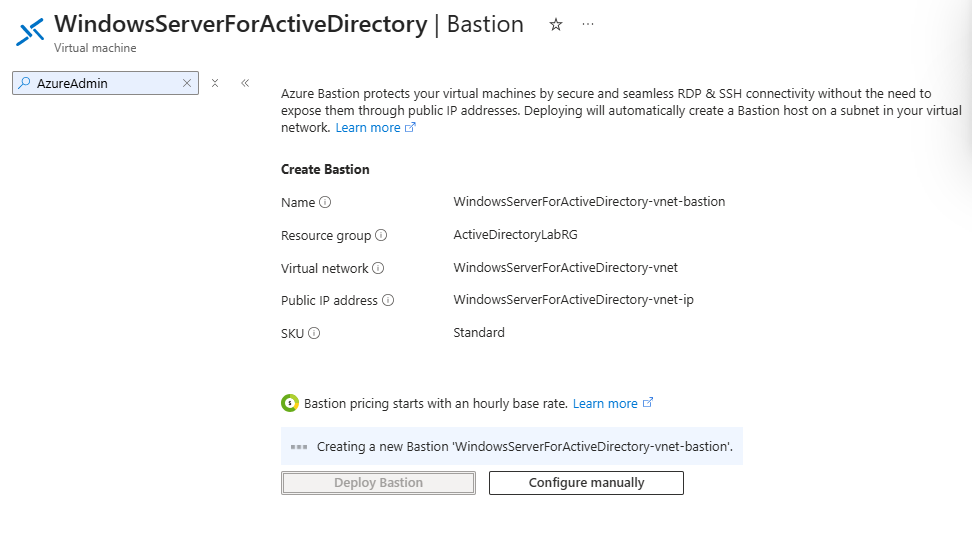 WindowsServerForActiveDirectory | Bastion
Virtual machine
AzureAdmin
Azure Bastion protects your virtual machines by secure and seamless RDP & SSH connectivity without the need to
expose them through public IP addresses. Deploying will automatically create a Bastion host on a subnet in your virtual
network. Learn more
Create Bastion
Name WindowsServerForActiveDirectory-vnet-bastion
Resource group ActiveDirectoryLabRG
Virtual network WindowsServerForActiveDirectory-vnet
Public IP address WindowsServerForActiveDirectory-vnet-ip
SKU Standard
Bastion pricing starts with an hourly base rate. Learn more
Creating a new Bastion 'WindowsServerForActiveDirectory-vnet-bastion'.
Deploy Bastion Configure manually